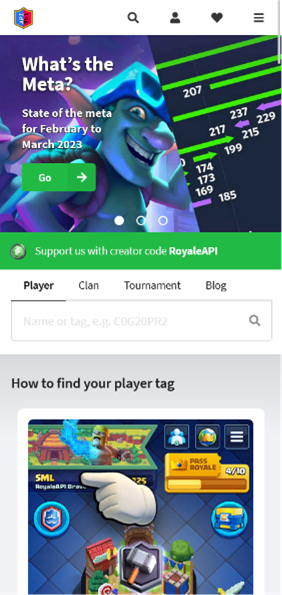 What's the
Meta?
State of the meta
for February to
March 2023
Go
207
237
229
217
215
199
174
173
169
185
Support us with creator code RoyaleAPI
Player Clan Tournament Blog
Name or tag, e.g. C0G20PR2
How to find your player tag
PASS
ROYALE
4/10
SML
RoyaleAPI